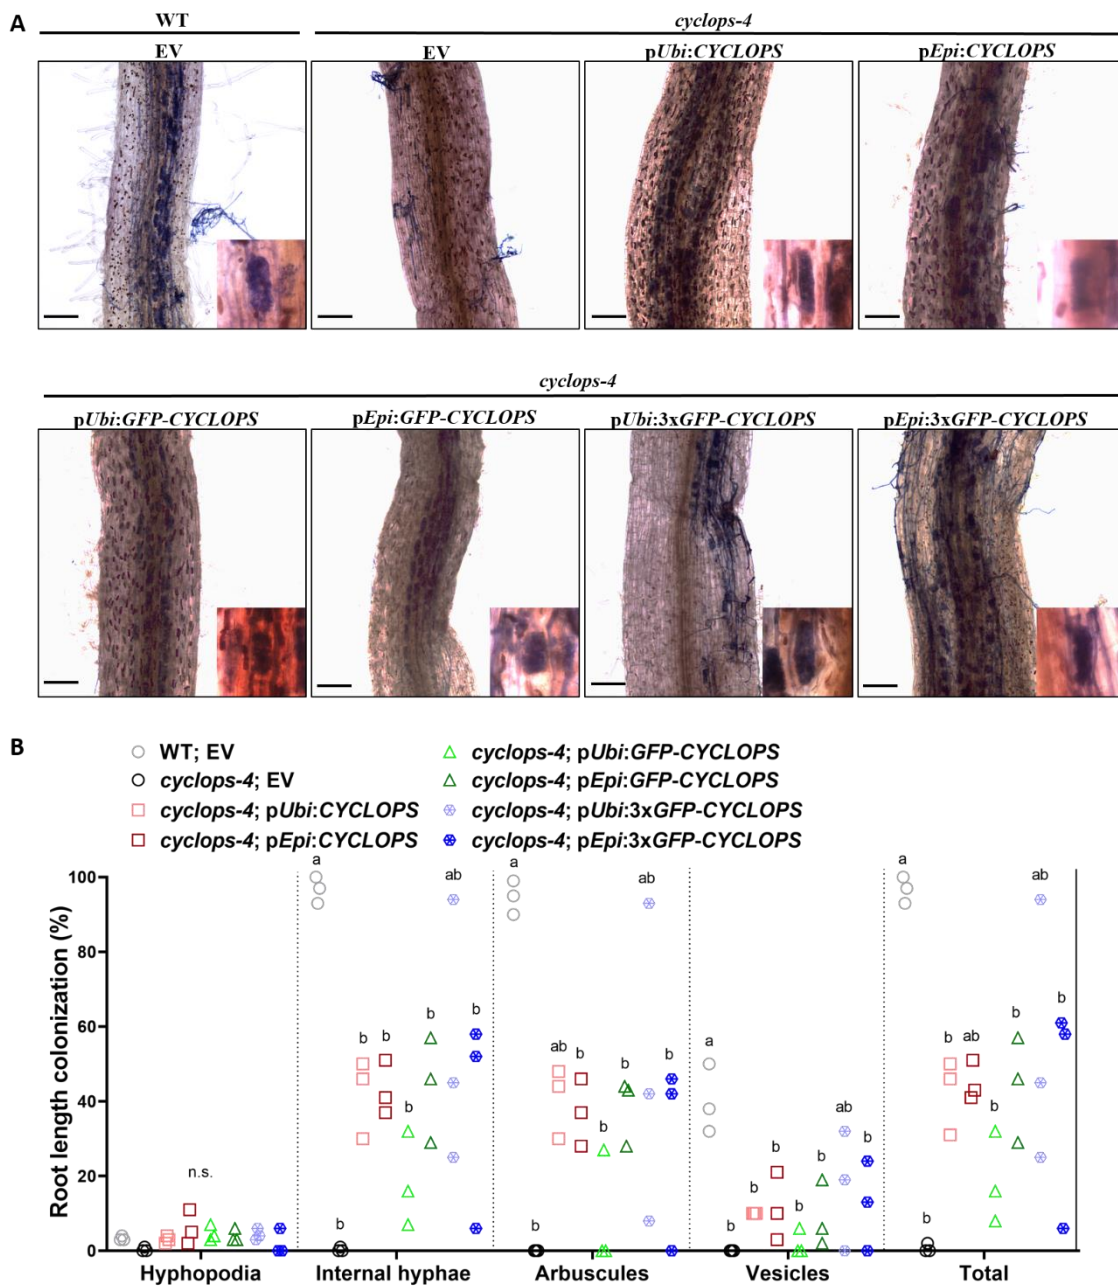 A
WT
cyclops-4
EV
EV
pUbi:CYCLOPS
pEpi:CYCLOPS
cyclops-4
pUbi:GFP-CYCLOPS
pEpi:GFP-CYCLOPS
pUbi:3xGFP-CYCLOPS
pEpi:3xGFP-CYCLOPS
B
WT; EV
cyclops-4; EV
cyclops-4; pUbi:CYCLOPS
cyclops-4; pEpi:CYCLOPS
cyclops-4; pUbi:GFP-CYCLOPS
cyclops-4; pEpi:GFP-CYCLOPS
cyclops-4; pUbi:3xGFP-CYCLOPS
cyclops-4; pEpi:3xGFP-CYCLOPS
Root length colonization (%)
100
80
60
40
20
0
n.s.
a
b
b
b
b
b
ab
b
a
b
ab
b
b
b
ab
b
a
b
b
b
b
b
ab
b
a
b
b
ab
b
b
ab
b
Hyphopodia
Internal hyphae
Arbuscules
Vesicles
Total